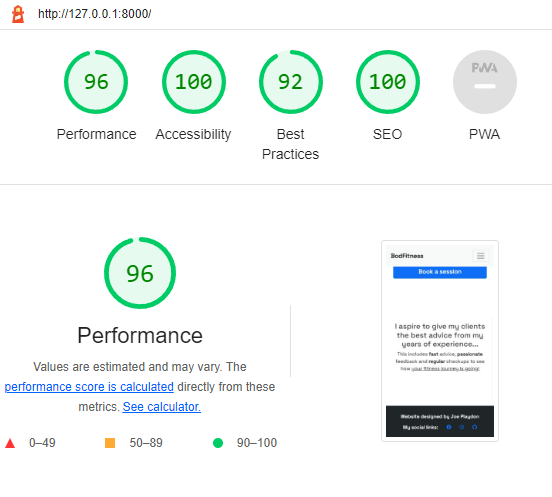 http://127.0.0.1:8000/
96
100
92
100
PWA
Performance
Accessibility
Best
Practices
SEO
PWA
96
Performance
Values are estimated and may vary. The
performance score is calculated directly from these
metrics. See calculator.
0–49
50–89
90–100
BodFitness
Book a session
I aspire to give my clients
the best advice from my
years of experience...
This includes fast advice, passionate
feedback and regular checkups to see
how your fitness journey is going!
Website designed by Joe Playdon
My social links: